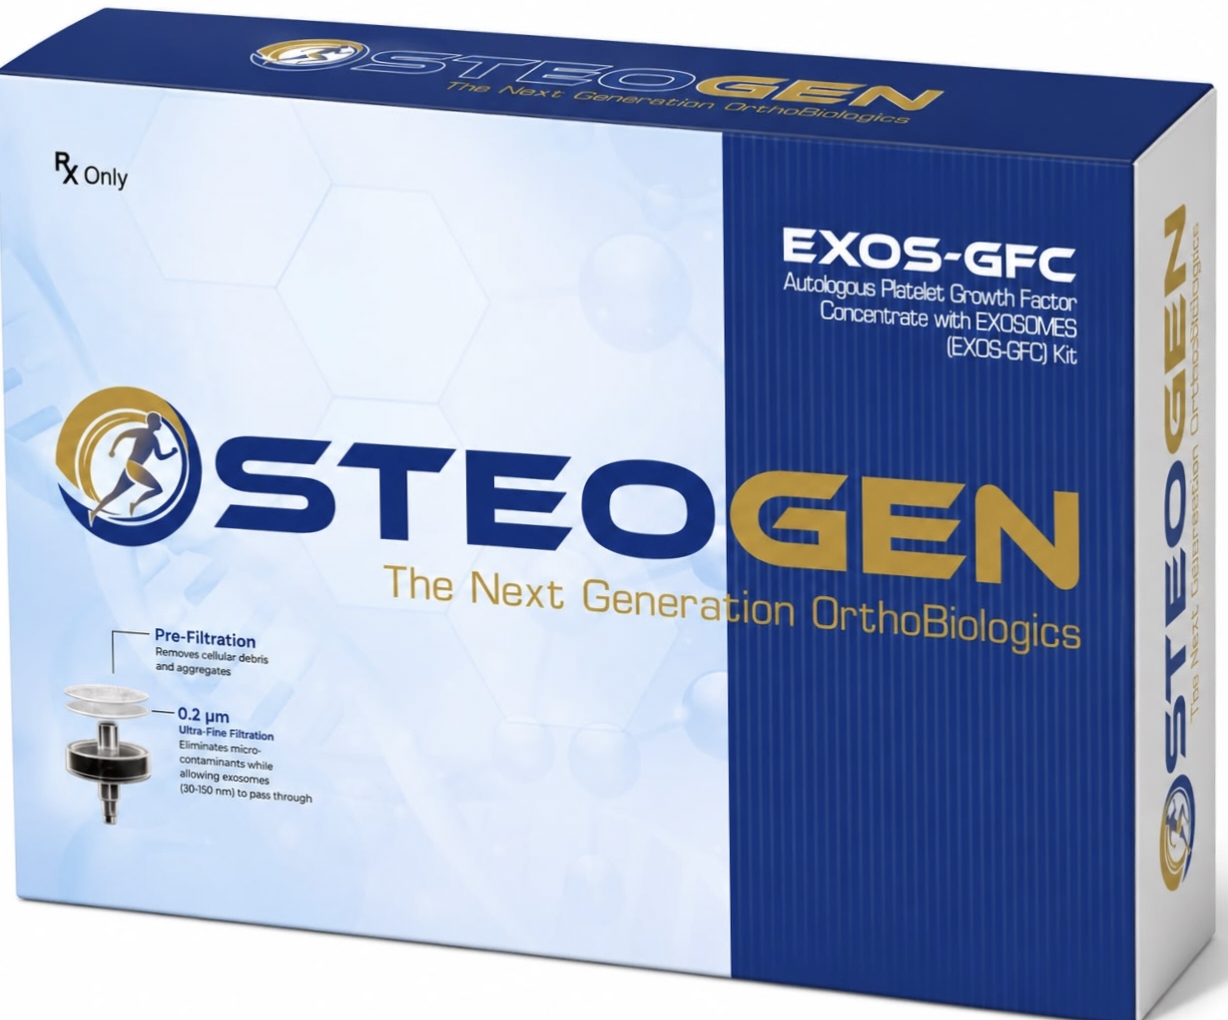 OSTEOGEN
The Next Generation OrthoBiologics
Rx Only
EXOS-GFC
Autologous Platelet Growth Factor
Concentrate with EXOSOMES
(EXOS-GFC) Kit
OSTEOGEN
The Next Generation OrthoBiologics
Pre-Filtration
Removes cellular debris
and aggregates
0.2 µm
Ultra-Fine Filtration
Eliminates micro-
contaminants while
allowing exosomes
(30-150 nm) to pass through
OSTEOGEN
The Next Generation Orthobiologics